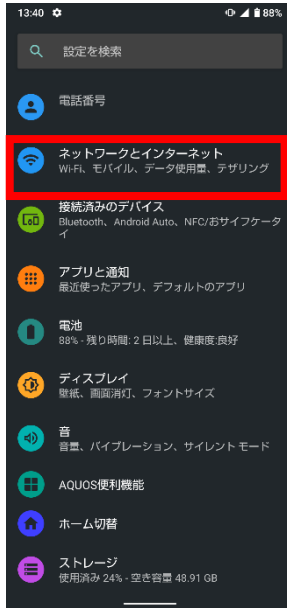 13:40 88%
設定を検索
電話番号
ネットワークとインターネット
Wi-Fi、モバイル、データ使用量、テザリング
接続済みのデバイス
Bluetooth、Android Auto、NFC/おサイフケータ
イ
アプリと通知
最近使ったアプリ、デフォルトのアプリ
電池
88% - 残り時間: 2 日以上、健康度:良好
ディスプレイ
壁紙、画面消灯、フォントサイズ
音
音量、バイブレーション、サイレント モード
AQUOS便利機能
ホーム切替
ストレージ
使用済み 24% - 空き容量 48.91 GB